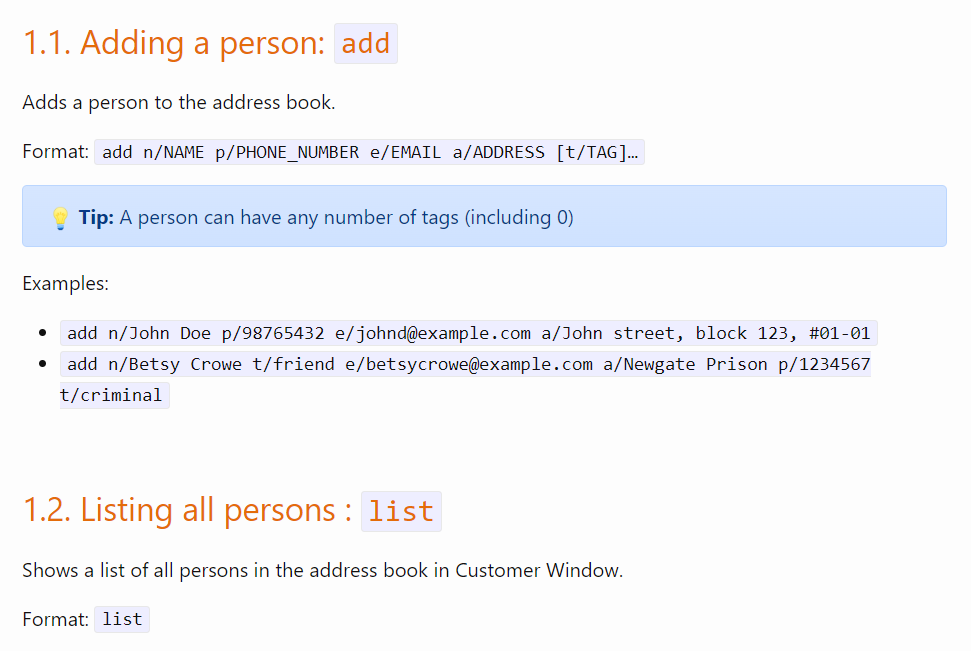 1.1. Adding a person: add
Adds a person to the address book.
Format: add n/NAME p/PHONE_NUMBER e/EMAIL a/ADDRESS [t/TAG]…
💡 Tip: A person can have any number of tags (including 0)
Examples:
• add n/John Doe p/98765432 e/johnd@example.com a/John street, block 123, #01-01
• add n/Betsy Crowe t/friend e/betsycrowe@example.com a/Newgate Prison p/1234567
t/criminal
1.2. Listing all persons : list
Shows a list of all persons in the address book in Customer Window.
Format: list